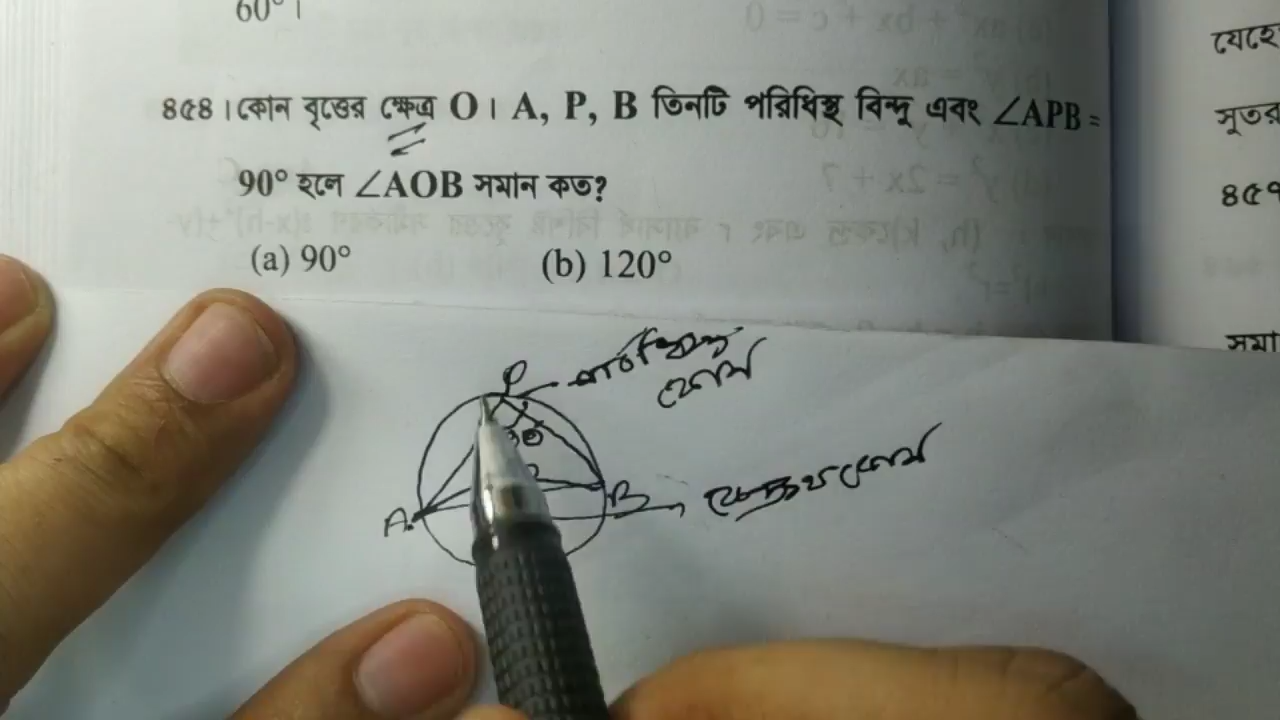 60°।
৪৫৪। কোন বৃত্তের ক্ষেত্র O। A, P, B তিনটি পরিধিস্থ বিন্দু এবং ∠APB =
90° হলে ∠AOB সমান কত?
(a) 90° (b) 120°
যেহে
সূতর
৪৫৭
সমা
P
কোণ
A
B